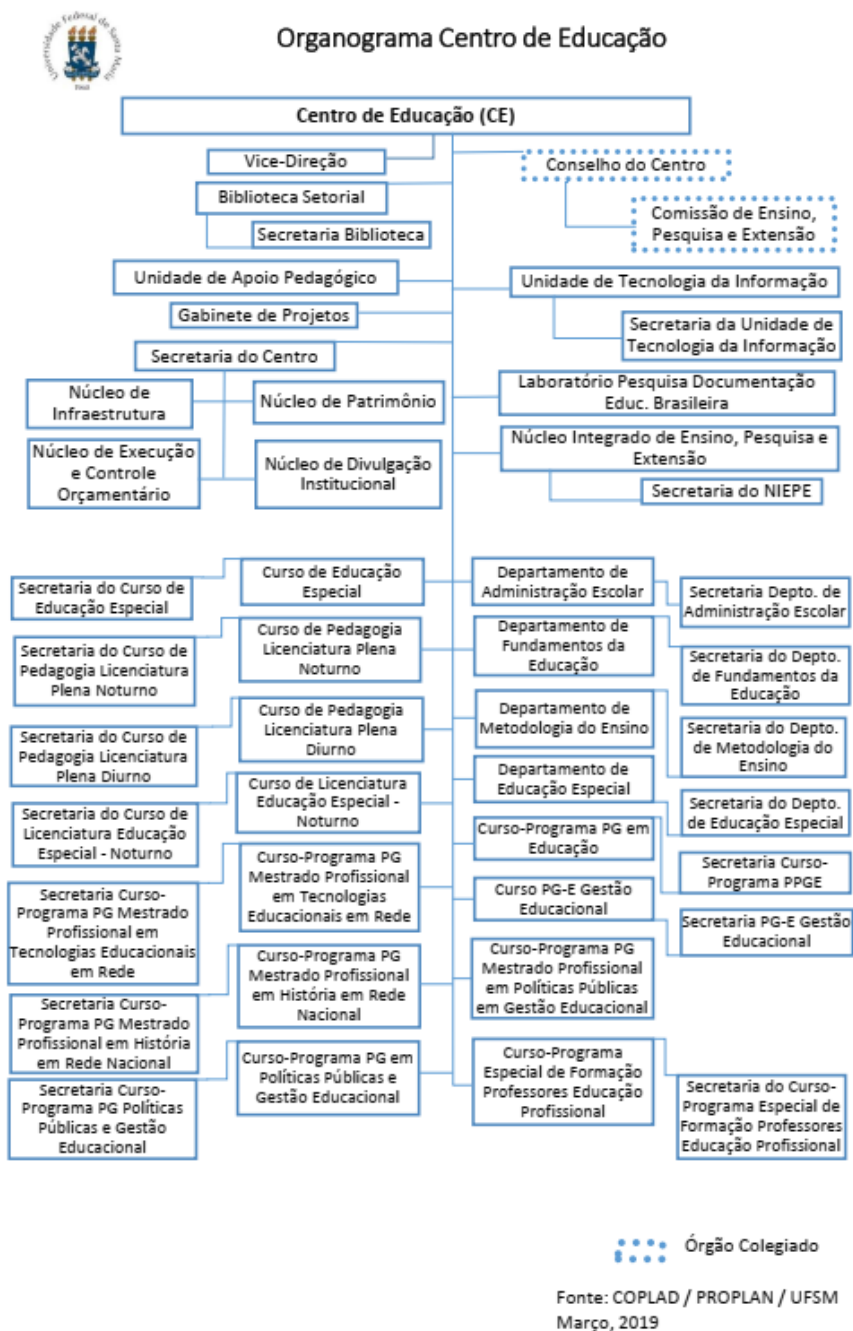 Universidade Federal de Santa Maria
1960
Organograma Centro de Educação
Centro de Educação (CE)
Vice-Direção
Conselho do Centro
Biblioteca Setorial
Comissão de Ensino,
Pesquisa e Extensão
Secretaria Biblioteca
Unidade de Apoio Pedagógico
Unidade de Tecnologia da Informação
Gabinete de Projetos
Secretaria da Unidade de
Tecnologia da Informação
Secretaria do Centro
Núcleo de
Infraestrutura
Núcleo de Patrimônio
Laboratório Pesquisa Documentação
Educ. Brasileira
Núcleo de Execução
e Controle
Orçamentário
Núcleo de Divulgação
Institucional
Núcleo Integrado de Ensino, Pesquisa e
Extensão
Secretaria do NIEPE
Secretaria do Curso de
Educação Especial
Curso de Educação
Especial
Departamento de
Administração Escolar
Secretaria Depto. de
Administração Escolar
Secretaria do Curso de
Pedagogia Licenciatura
Plena Noturno
Curso de Pedagogia
Licenciatura Plena
Noturno
Departamento de
Fundamentos da
Educação
Secretaria do Depto.
de Fundamentos da
Educação
Secretaria do Curso de
Pedagogia Licenciatura
Plena Diurno
Curso de Pedagogia
Licenciatura Plena
Diurno
Departamento de
Metodologia do Ensino
Secretaria do Depto.
de Metodologia do
Ensino
Secretaria do Curso de
Licenciatura Educação
Especial - Noturno
Curso de Licenciatura
Educação Especial -
Noturno
Departamento de
Educação Especial
Secretaria do Depto.
de Educação Especial
Curso-Programa PG em
Educação
Secretaria Curso-
Programa PPGE
Secretaria Curso-
Programa PG Mestrado
Profissional em
Tecnologias Educacionais
em Rede
Curso-Programa PG
Mestrado Profissional
em Tecnologias
Educacionais em Rede
Curso PG-E Gestão
Educacional
Secretaria PG-E Gestão
Educacional
Secretaria Curso-
Programa PG Mestrado
Profissional em História
em Rede Nacional
Curso-Programa PG
Mestrado Profissional
em História em Rede
Nacional
Curso-Programa PG
Mestrado Profissional
em Políticas Públicas
em Gestão Educacional
Secretaria Curso-
Programa PG Políticas
Públicas e Gestão
Educacional
Curso-Programa PG em
Políticas Públicas e
Gestão Educacional
Curso-Programa
Especial de Formação
Professores Educação
Profissional
Secretaria do Curso-
Programa Especial de
Formação Professores
Educação Profissional
Órgão Colegiado
Fonte: COPLAD / PROPLAN / UFSM
Março, 2019